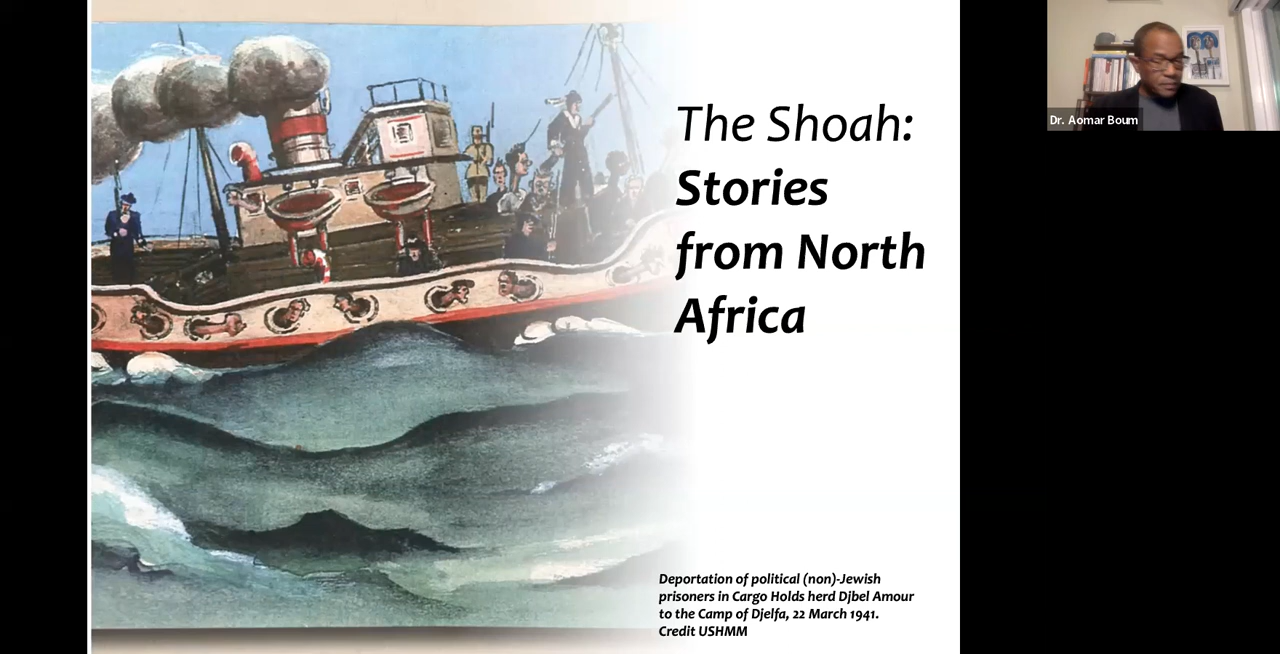 The Shoah:
Stories
from North
Africa
Deportation of political (non)-Jewish
prisoners in Cargo Holds herd Djbel Amour
to the Camp of Djelfa, 22 March 1941.
Credit USHMM
Dr. Aomar Boum